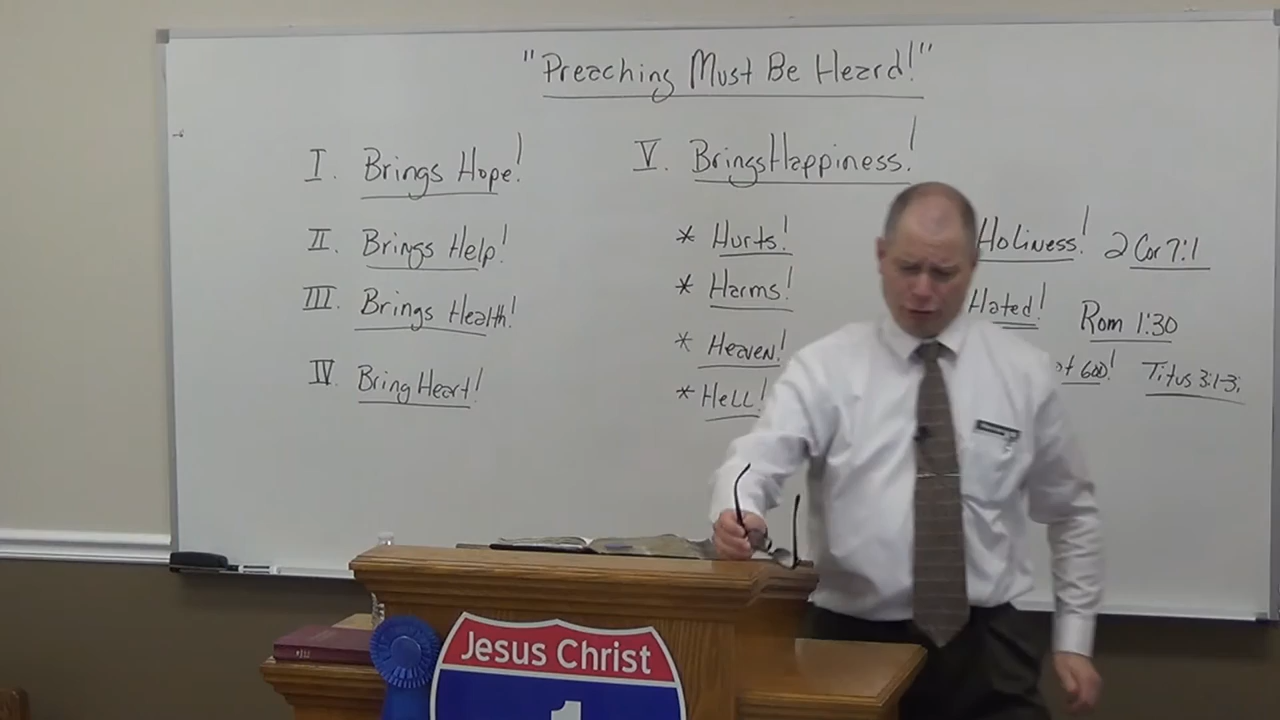 "Preaching Must Be Heard!"
I. Brings Hope!
II. Brings Help!
III. Brings Health!
IV. Bring Heart!
V. Brings Happiness!
* Hurts!
* Harms!
* Heaven!
* Hell!
Holiness! 2 Cor 7:1
Hated! Rom 1:30
GOD! Titus 3:1-3
Jesus Christ
1